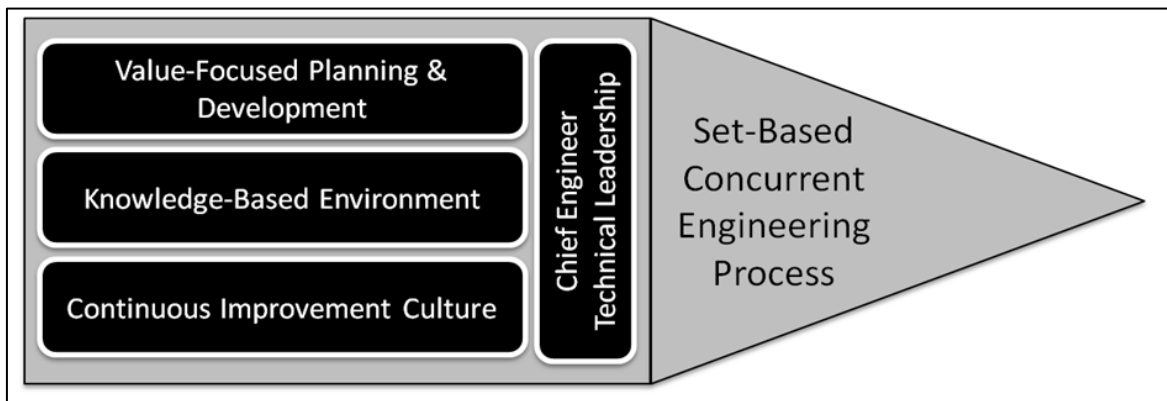 Value-Focused Planning &
Development
Knowledge-Based Environment
Continuous Improvement Culture
Chief Engineer
Technical Leadership
Set-Based
Concurrent
Engineering
Process